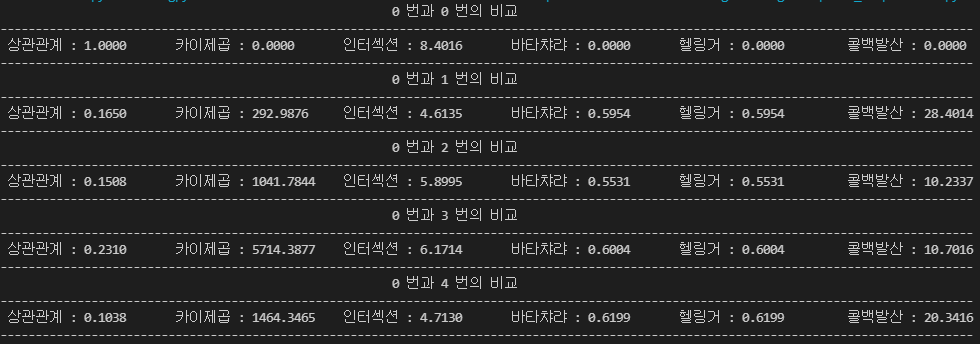 0 번과 0 번의 비교
상관관계 : 1.0000 카이제곱 : 0.0000 인터섹션 : 8.4016 바타챠랴 : 0.0000 헬링거 : 0.0000 콜백발산 : 0.0000
0 번과 1 번의 비교
상관관계 : 0.1650 카이제곱 : 292.9876 인터섹션 : 4.6135 바타챠랴 : 0.5954 헬링거 : 0.5954 콜백발산 : 28.4014
0 번과 2 번의 비교
상관관계 : 0.1508 카이제곱 : 1041.7844 인터섹션 : 5.8995 바타챠랴 : 0.5531 헬링거 : 0.5531 콜백발산 : 10.2337
0 번과 3 번의 비교
상관관계 : 0.2310 카이제곱 : 5714.3877 인터섹션 : 6.1714 바타챠랴 : 0.6004 헬링거 : 0.6004 콜백발산 : 10.7016
0 번과 4 번의 비교
상관관계 : 0.1038 카이제곱 : 1464.3465 인터섹션 : 4.7130 바타챠랴 : 0.6199 헬링거 : 0.6199 콜백발산 : 20.3416